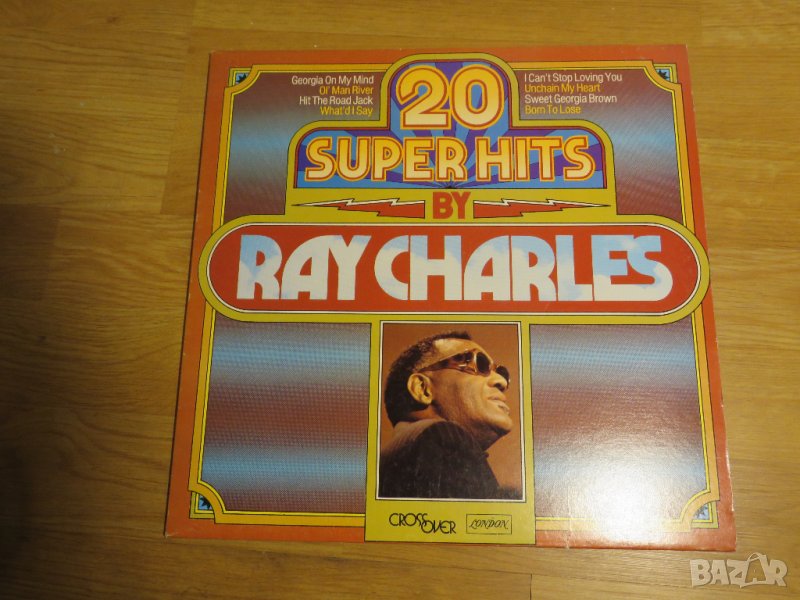 Georgia On My Mind
Ol' Man River
Hit The Road Jack
What'd I Say
20
I Can't Stop Loving You
Unchain My Heart
Sweet Georgia Brown
Born To Lose
SUPER HITS
BY
RAY CHARLES
CROSS OVER
LONDON
BAZAR